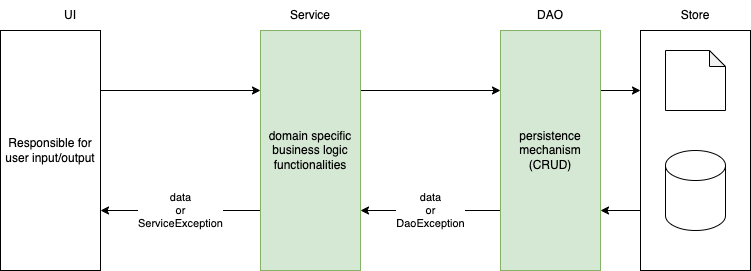 UI
Service
DAO
Store
Responsible for
user input/output
domain specific
business logic
functionalities
persistence
mechanism
(CRUD)
data
or
ServiceException
data
or
DaoException